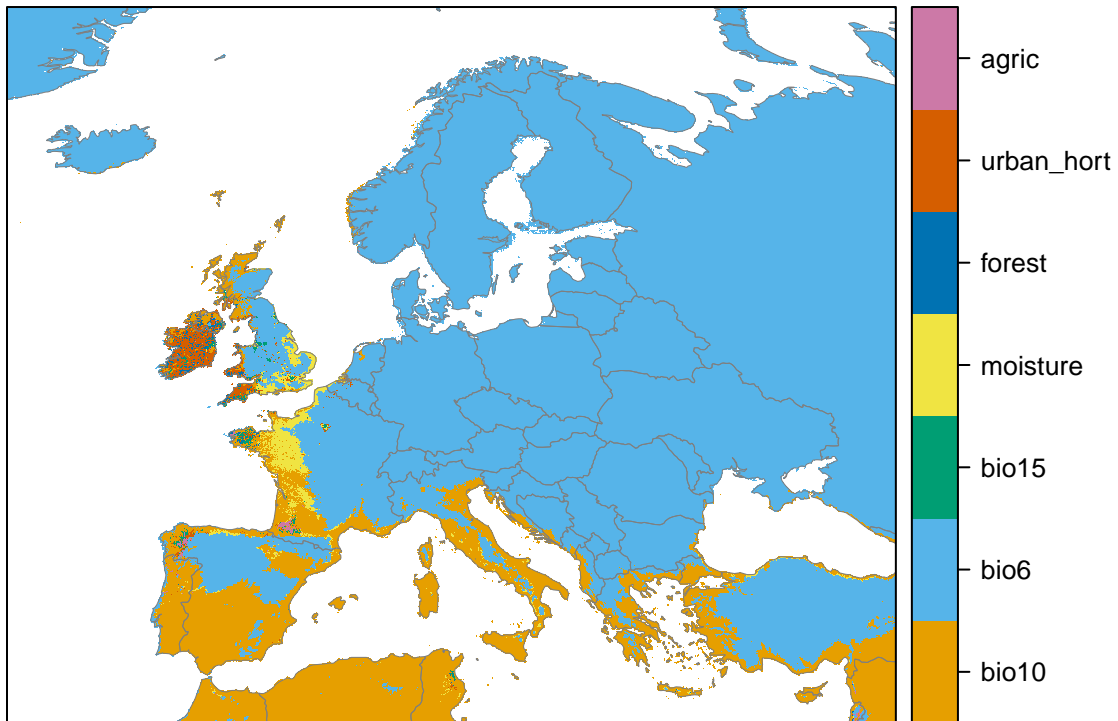 agric
urban_hort
forest
moisture
bio15
bio6
bio10